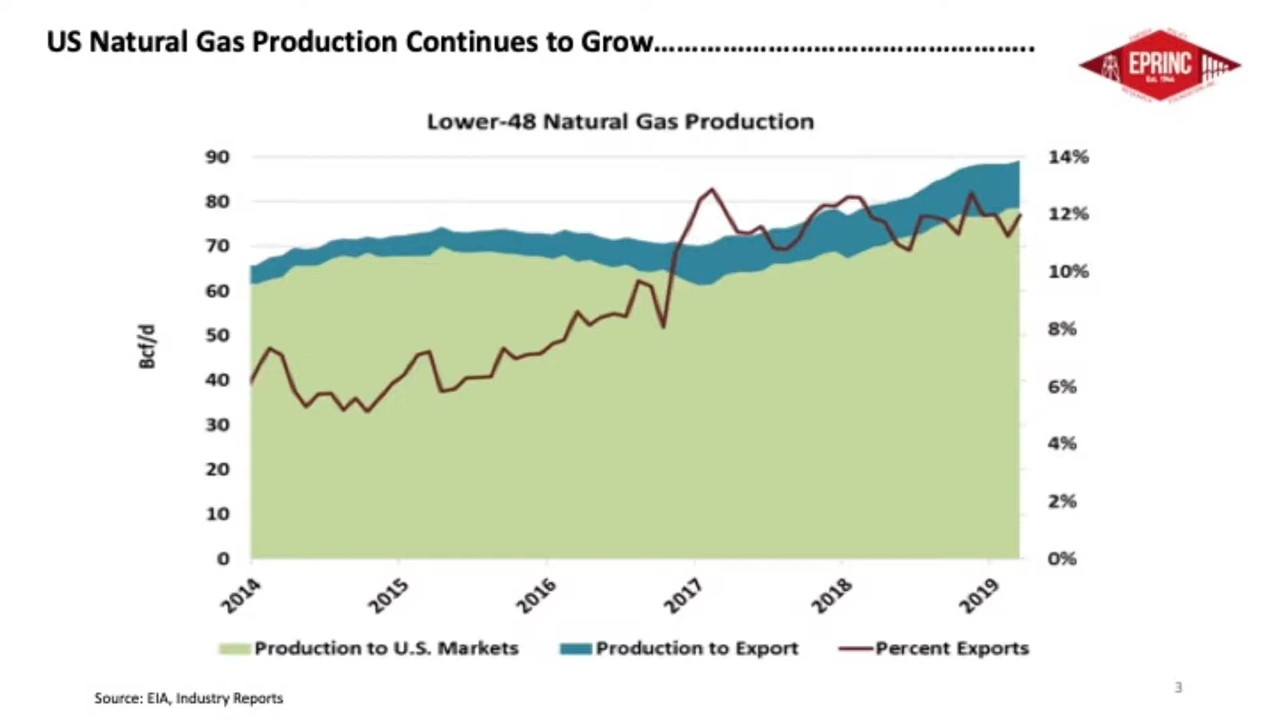 US Natural Gas Production Continues to Grow…………………………………………..
EPRINC
Est. 1944
Lower-48 Natural Gas Production
90
80
70
60
50
40
30
20
10
0
Bcf/d
14%
12%
10%
8%
6%
4%
2%
0%
2014
2015
2016
2017
2018
2019
Production to U.S. Markets
Production to Export
Percent Exports
Source: EIA, Industry Reports
3